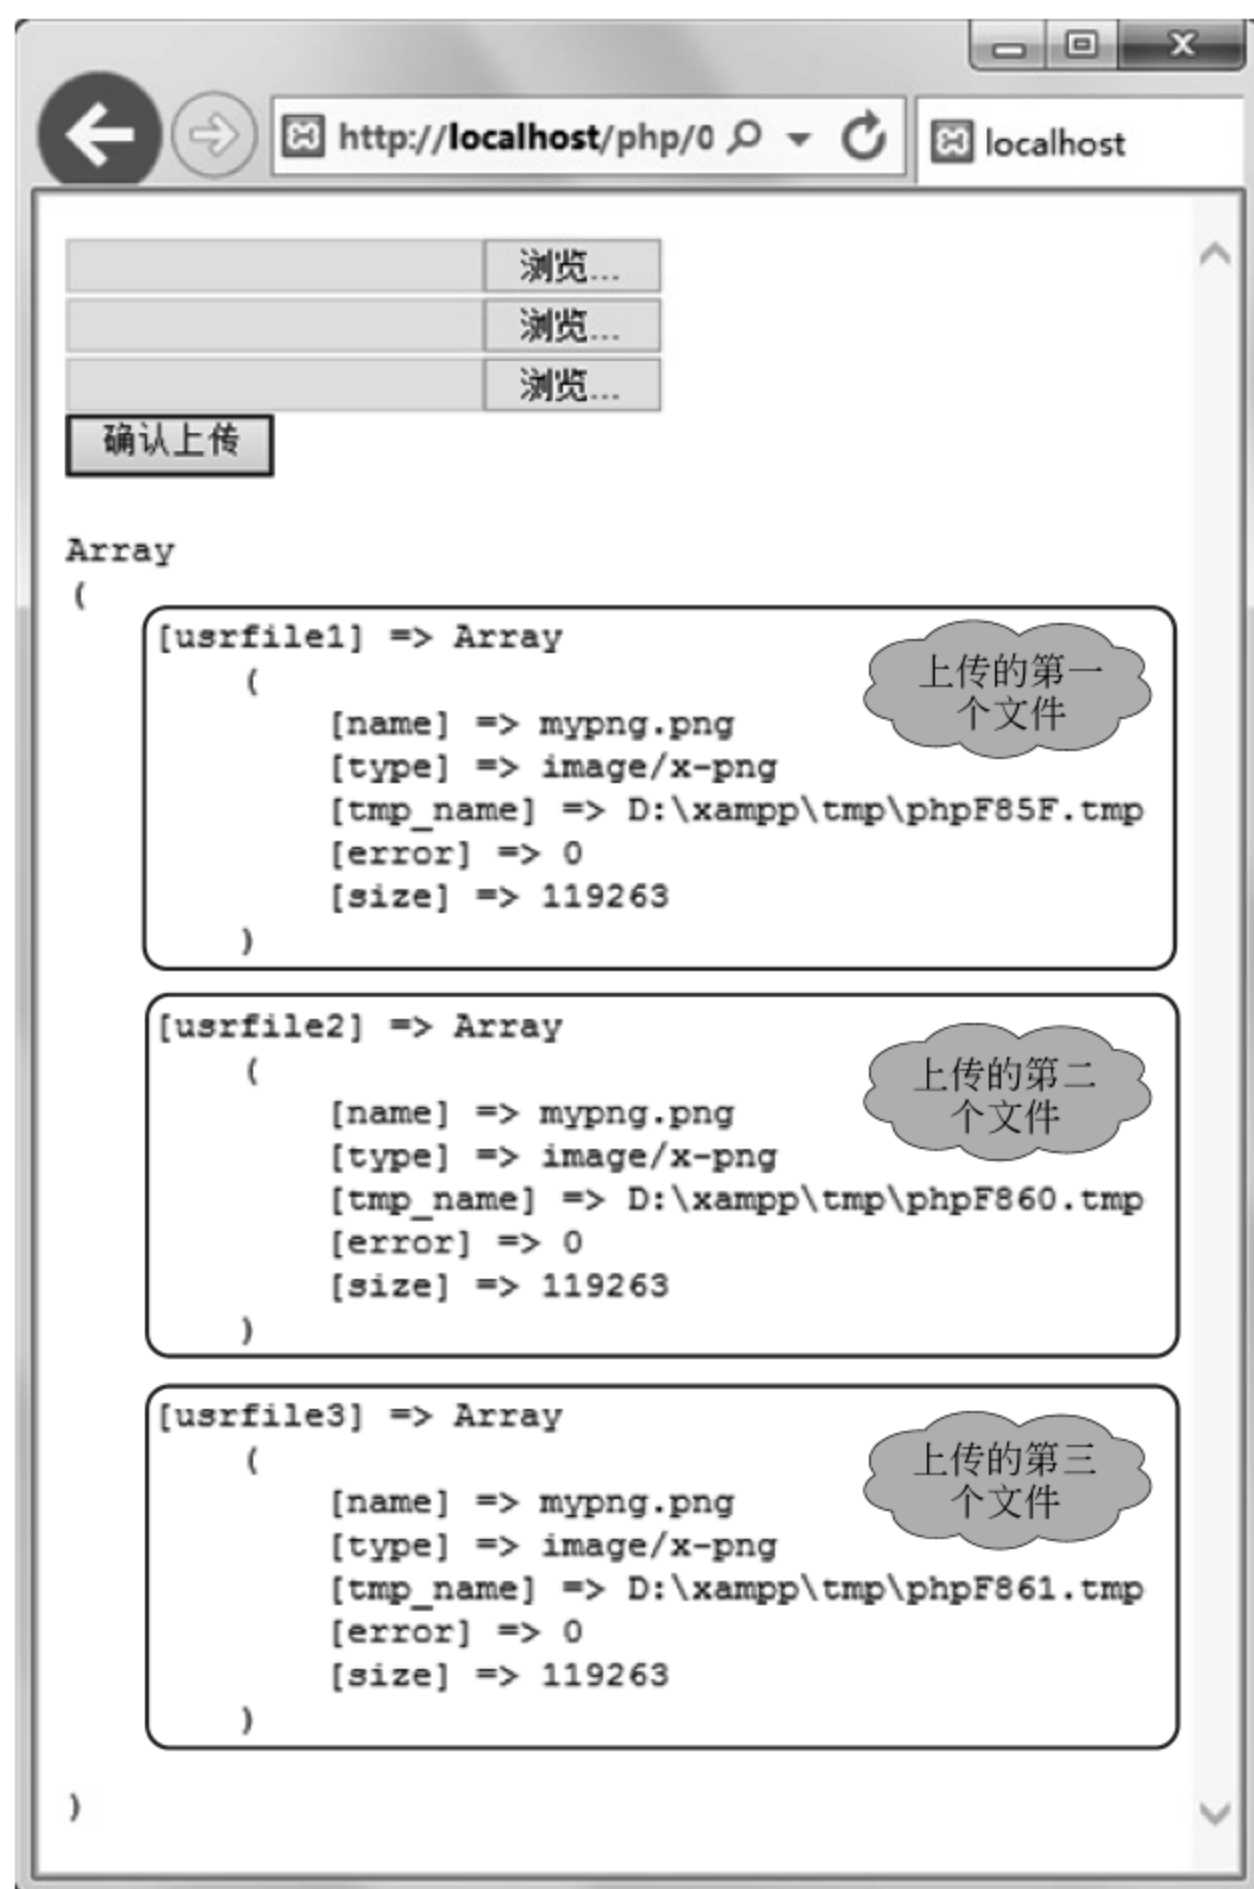 http://localhost/php/0
localhost
浏览...
浏览...
浏览...
确认上传
Array
(
[usrfile1] => Array
(
上传的第一
个文件
[name] => mypng.png
[type] => image/x-png
[tmp_name] => D:\xampp\tmp\phpF85F.tmp
[error] => 0
[size] => 119263
)
[usrfile2] => Array
(
上传的第二
个文件
[name] => mypng.png
[type] => image/x-png
[tmp_name] => D:\xampp\tmp\phpF860.tmp
[error] => 0
[size] => 119263
)
[usrfile3] => Array
(
上传的第三
个文件
[name] => mypng.png
[type] => image/x-png
[tmp_name] => D:\xampp\tmp\phpF861.tmp
[error] => 0
[size] => 119263
)
)